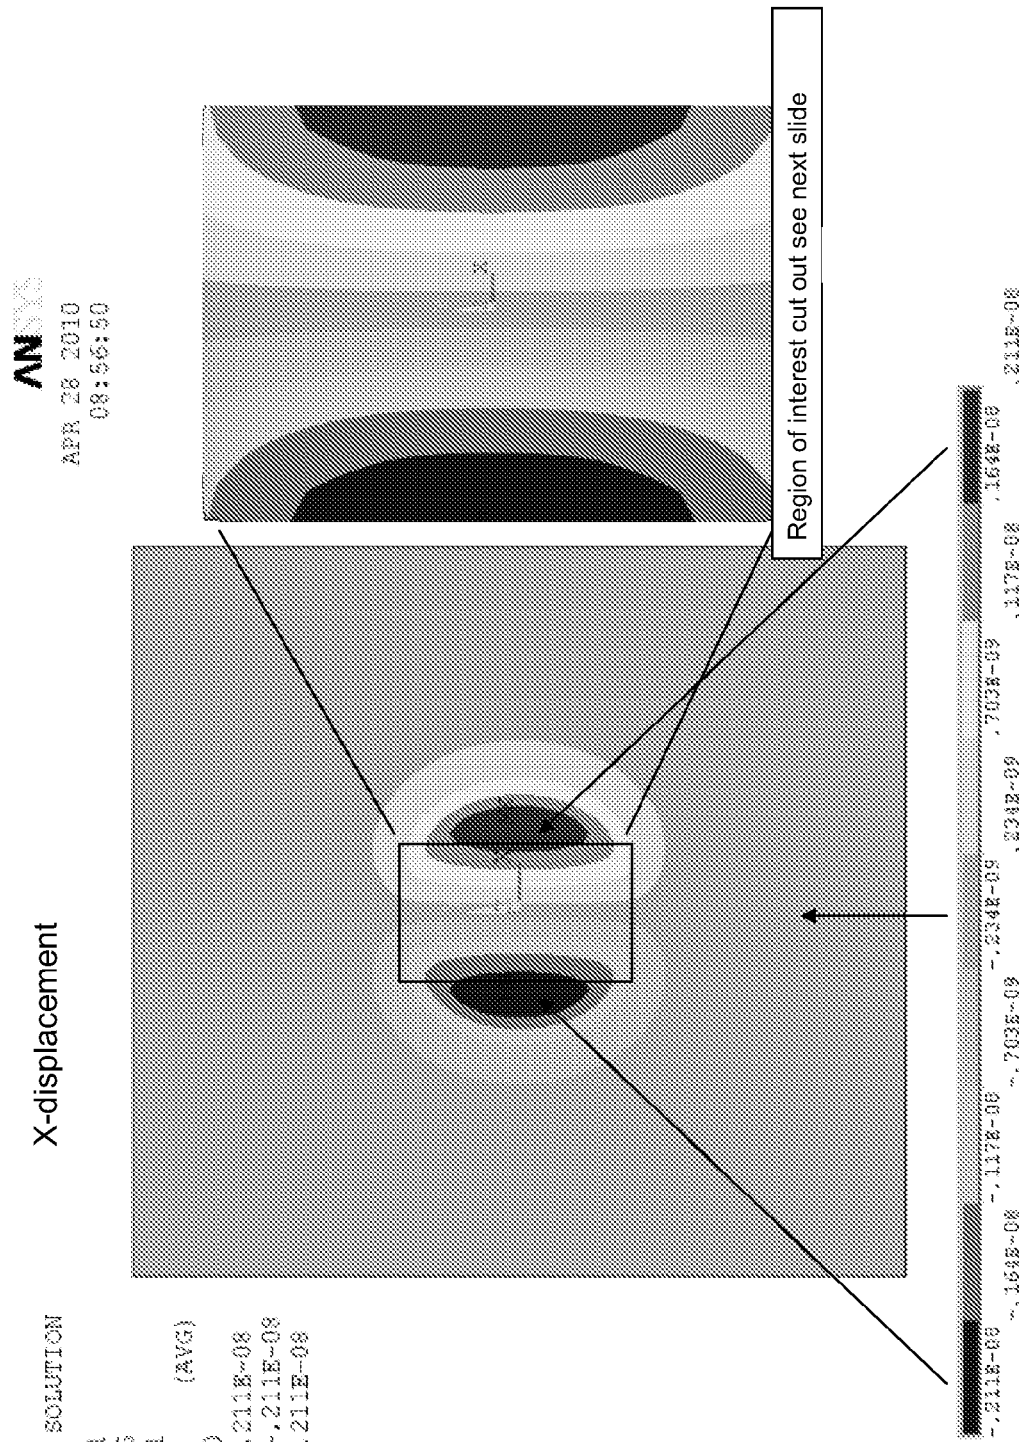 X-displacement
ANSYS
APR 28 2010
08:56:50
SOLUTION
(AVG)
.211E-08
-.211E-09
.211E-08
X
X
Region of interest cut out see next slide
-.211E-08
-.164E-08
-.117E-08
-.703E-09
-.234E-09
.234E-09
.703E-09
.117E-08
.164E-08
.211E-08